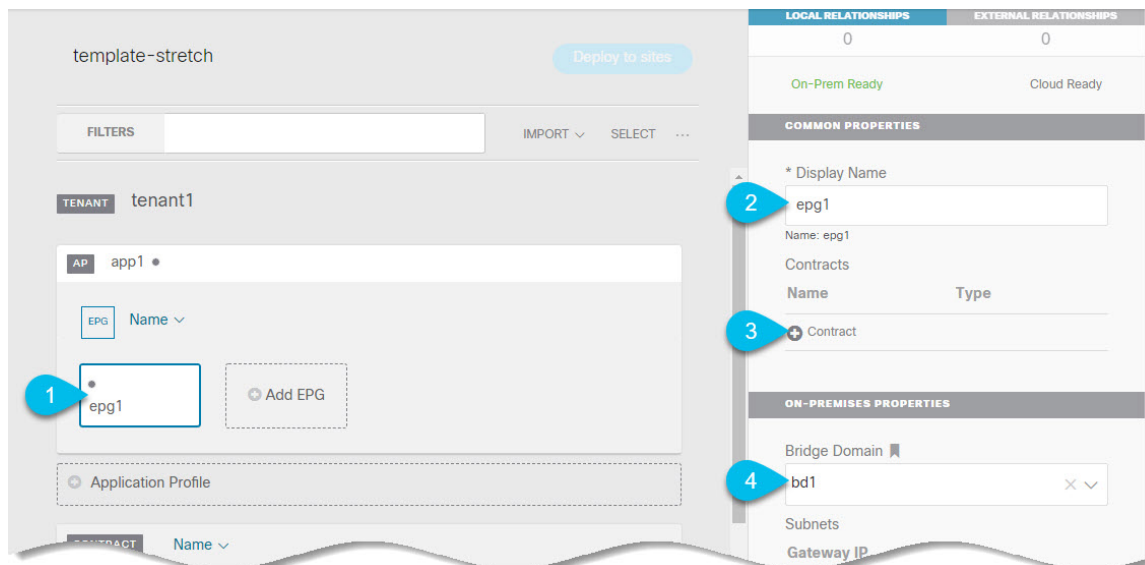 LOCAL RELATIONSHIPS
EXTERNAL RELATIONSHIPS
0
0
template-stretch
Deploy to sites
On-Prem Ready
Cloud Ready
FILTERS
IMPORT
SELECT
...
COMMON PROPERTIES
* Display Name
TENANT tenant1
2
epg1
Name: epg1
AP app1
Contracts
Name
Type
EPG Name
3
Contract
1
epg1
Add EPG
ON-PREMISES PROPERTIES
Bridge Domain
Application Profile
4
bd1
Subnets
CONTRACT Name
Gateway IP